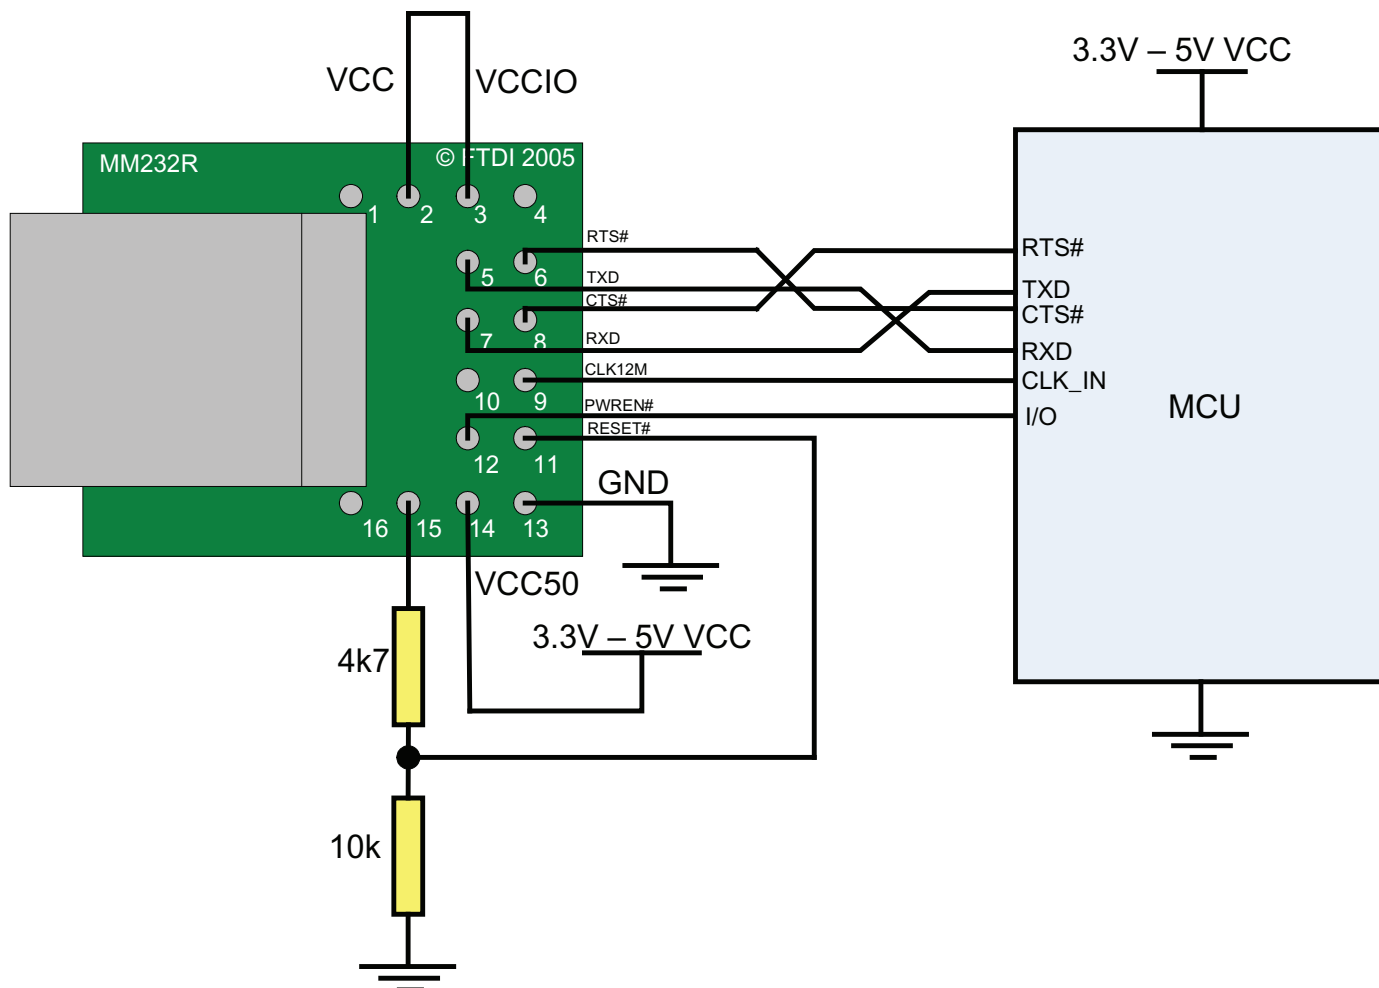 3.3V – 5V VCC
VCC
VCCIO
MM232R
© FTDI 2005
1
2
3
4
RTS#
RTS#
5
6
TXD
TXD
CTS#
CTS#
7
8
RXD
RXD
CLK12M
CLK_IN
10
9
MCU
PWREN#
I/O
RESET#
12
11
GND
16
15
14
13
VCC50
3.3V – 5V VCC
4k7
10k